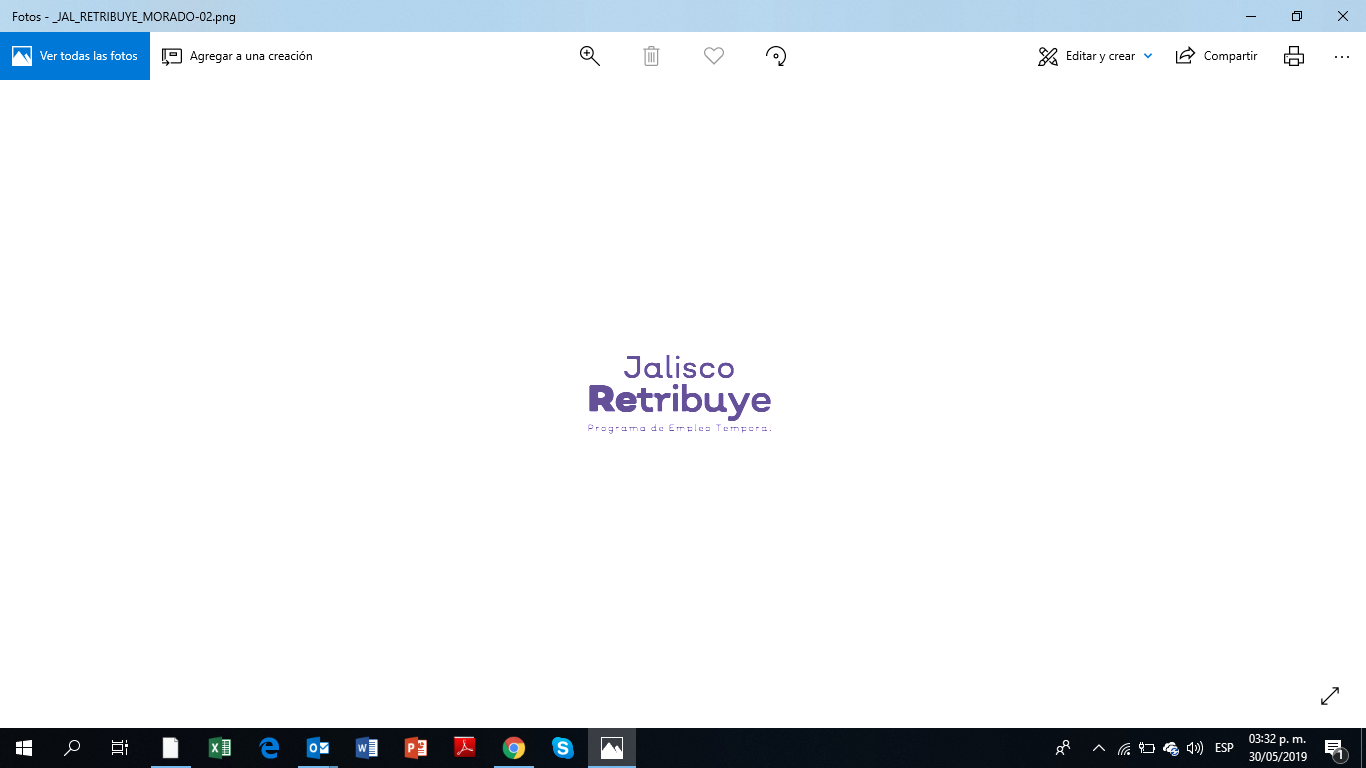 Fotos - _JAL_RETRIBUYE_MORADO-02.png
Ver todas las fotos
Agregar a una creación
Editar y crear
Compartir
Jalisco
Retribuye
Programa de Empleo Temporal
ESP
03:32 p. m.
30/05/2019
1